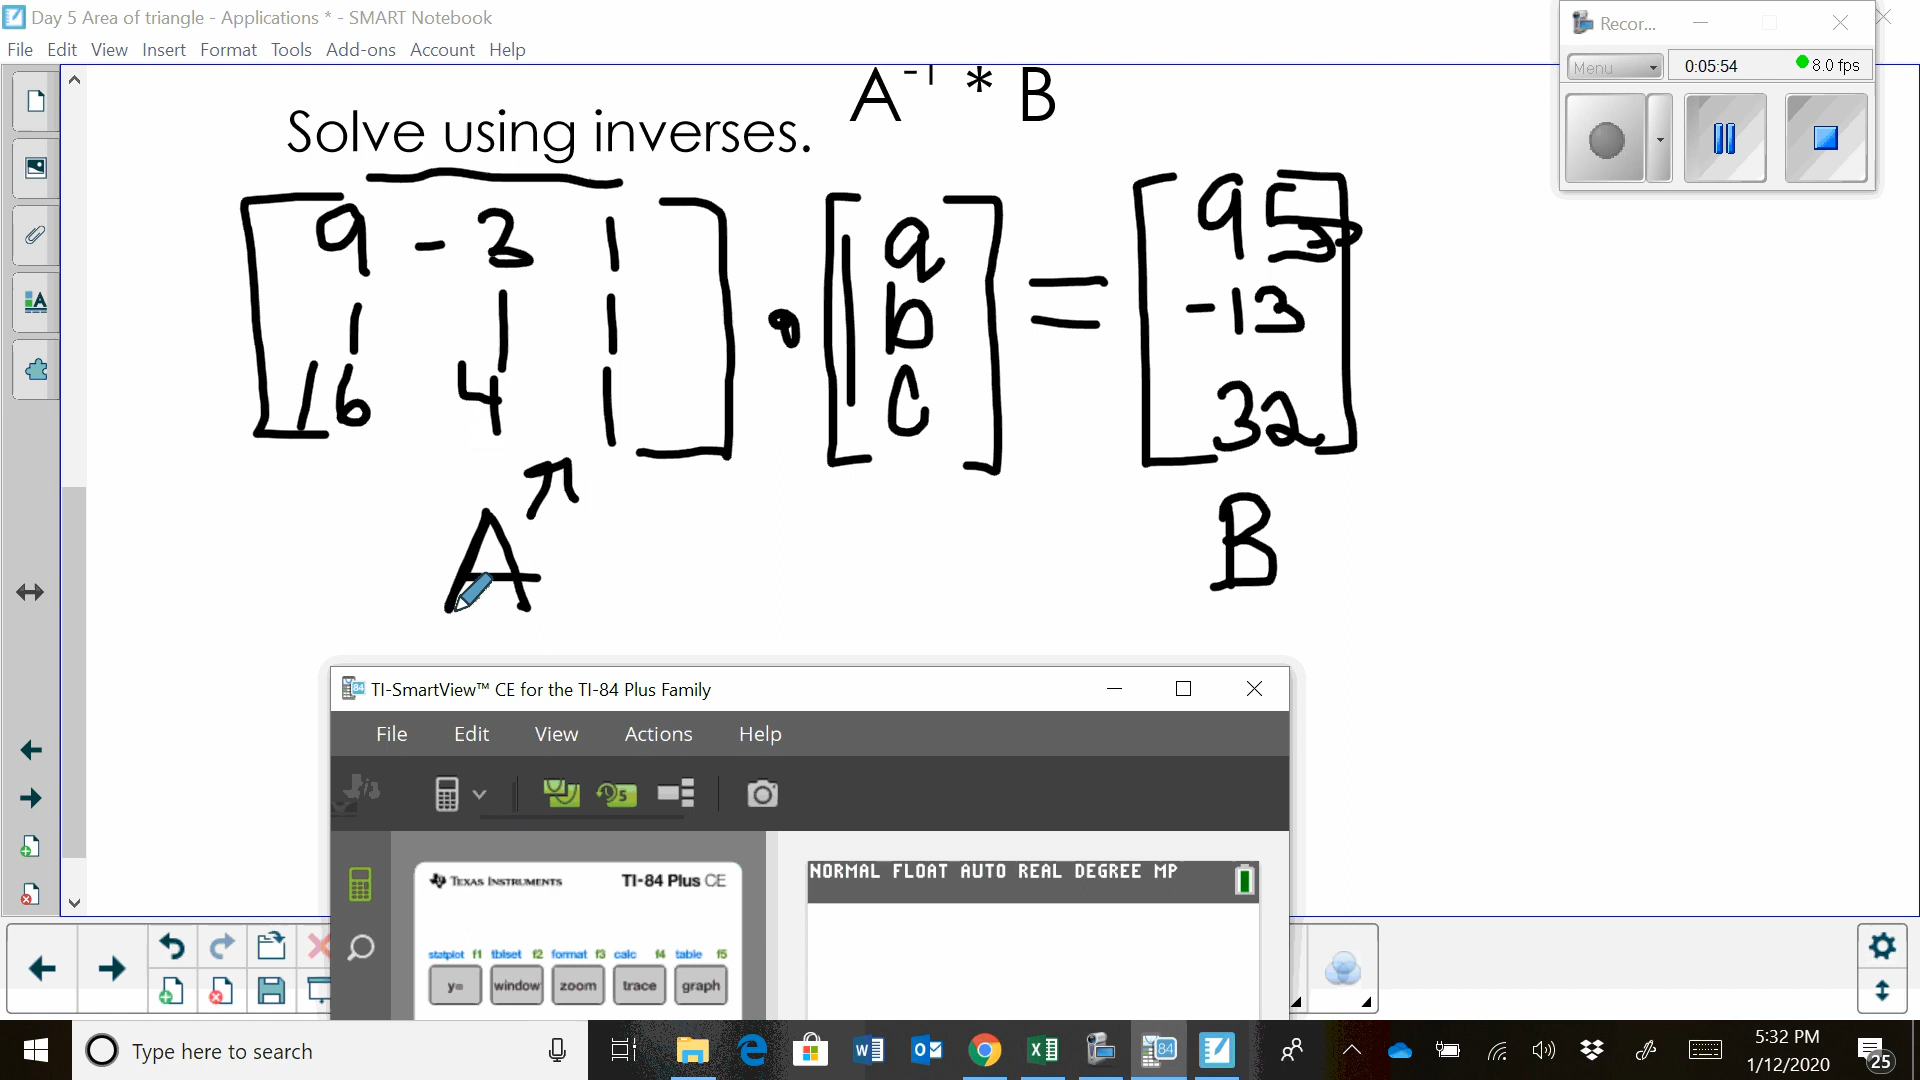 Day 5 Area of triangle - Applications * - SMART Notebook
File Edit View Insert Format Tools Add-ons Account Help
Recor...
Menu 0:05:54 8.0 fps
A⁻¹ * B
Solve using inverses.
9 -3 1
1 1 1
16 4 1
a
b
c
=
95
-13
32
A
B
TI-SmartView™ CE for the TI-84 Plus Family
File Edit View Actions Help
TEXAS INSTRUMENTS TI-84 Plus CE
NORMAL FLOAT AUTO REAL DEGREE MP
statplot f1 tblset f2 format f3 calc f4 table f5
y= window zoom trace graph
Type here to search
84
5:32 PM
1/12/2020
25